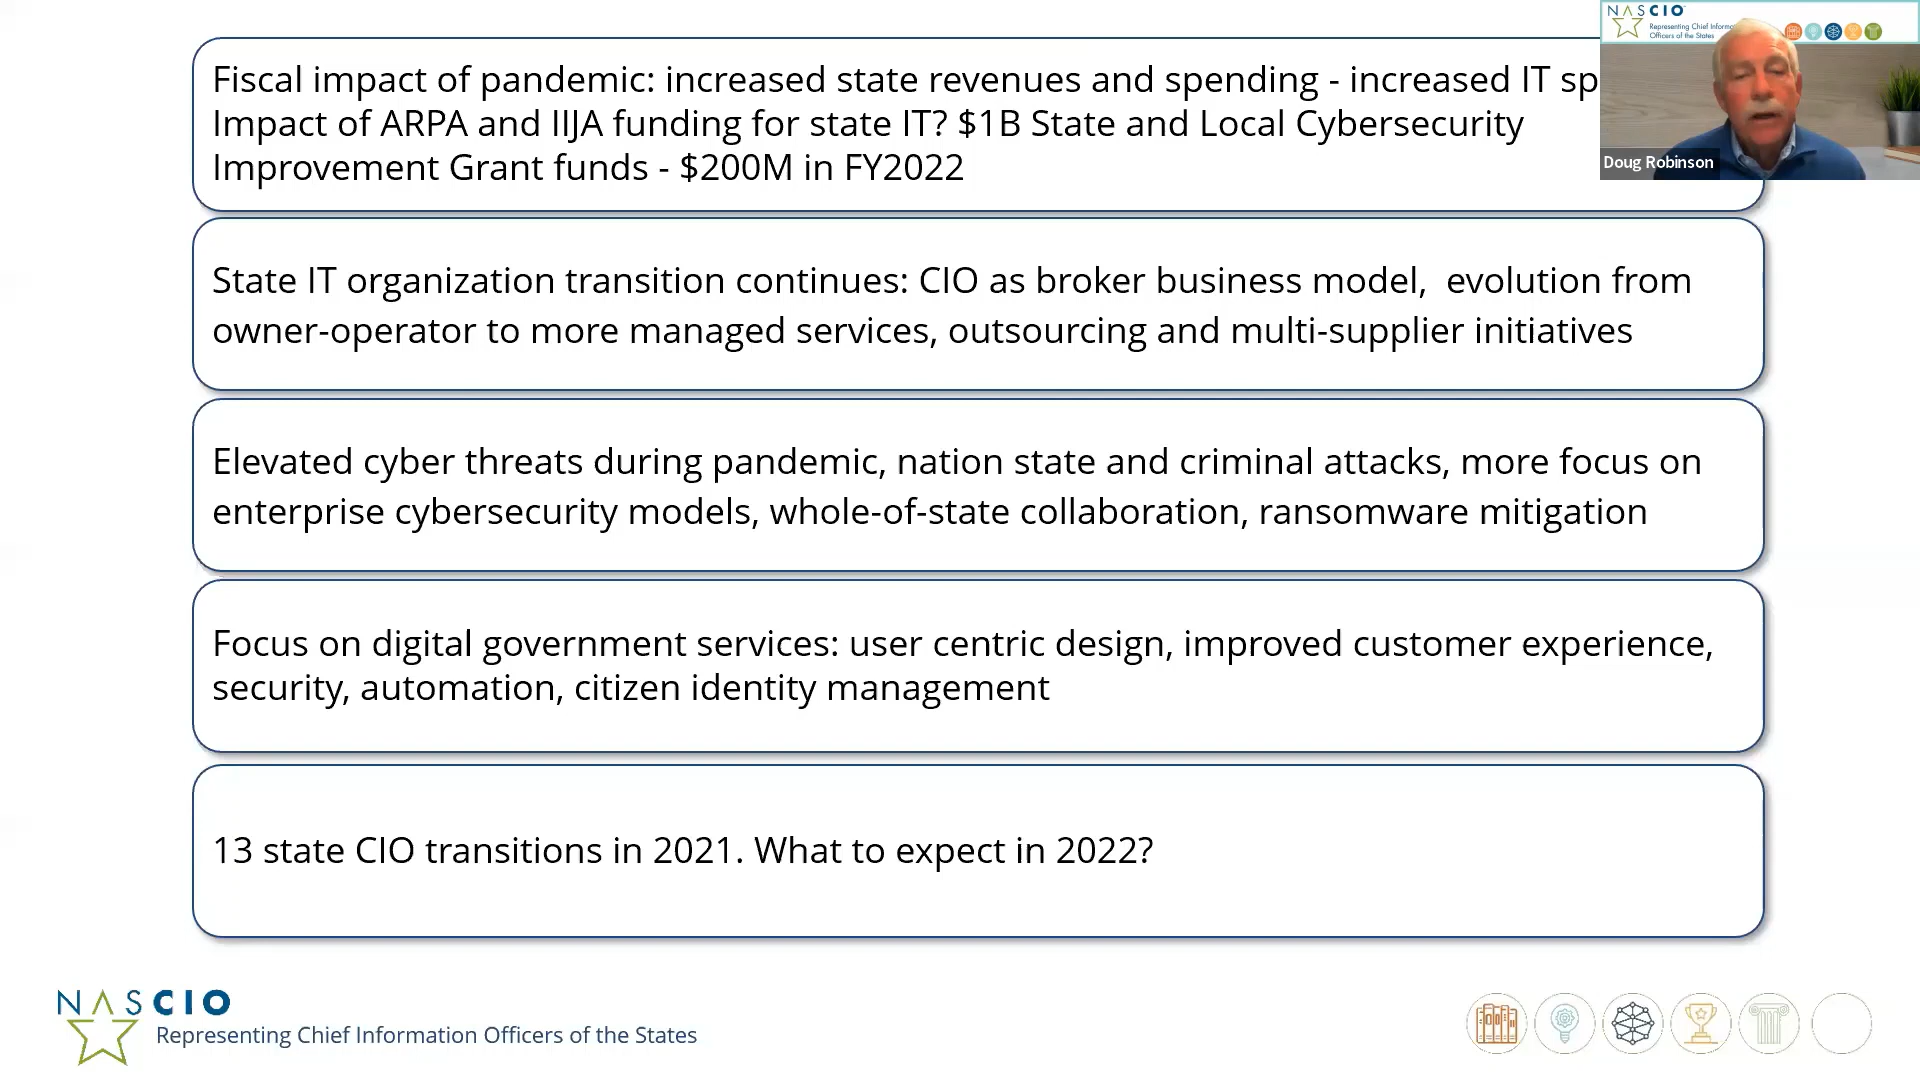 Fiscal impact of pandemic: increased state revenues and spending - increased IT
Impact of ARPA and IIJA funding for state IT? $1B State and Local Cybersecurity
Improvement Grant funds - $200M in FY2022
State IT organization transition continues: CIO as broker business model, evolution from
owner-operator to more managed services, outsourcing and multi-supplier initiatives
Elevated cyber threats during pandemic, nation state and criminal attacks, more focus on
enterprise cybersecurity models, whole-of-state collaboration, ransomware mitigation
Focus on digital government services: user centric design, improved customer experience,
security, automation, citizen identity management
13 state CIO transitions in 2021. What to expect in 2022?
NASCIO
Representing Chief
Officers of the States
Doug Robinson
NASCIO
Representing Chief Information Officers of the States